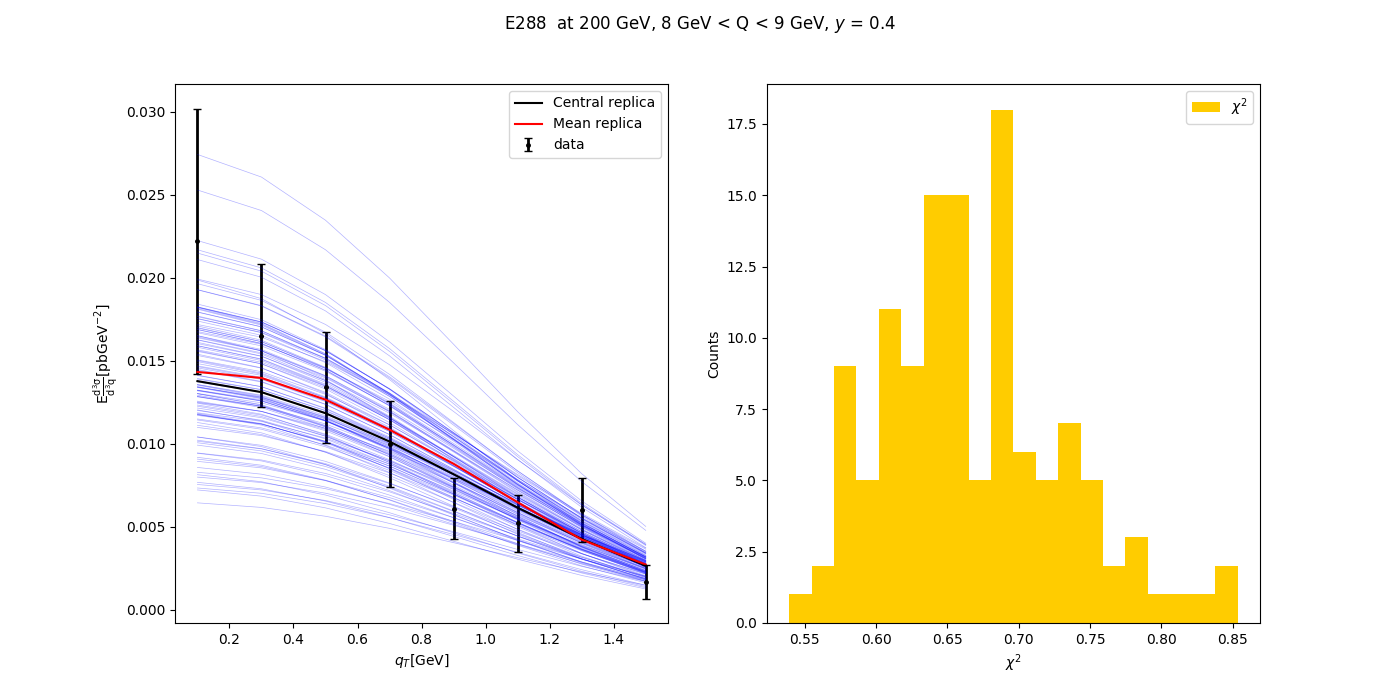 E288  at 200 GeV, 8 GeV < Q < 9 GeV, y = 0.4
Central replica
Mean replica
data
0.030
0.025
0.020
0.015
0.010
0.005
0.000
E d³σ/d³q [pbGeV⁻²]
0.2 0.4 0.6 0.8 1.0 1.2 1.4
q_T[GeV]
χ²
17.5
15.0
12.5
10.0
7.5
5.0
2.5
0.0
Counts
0.55 0.60 0.65 0.70 0.75 0.80 0.85
χ²